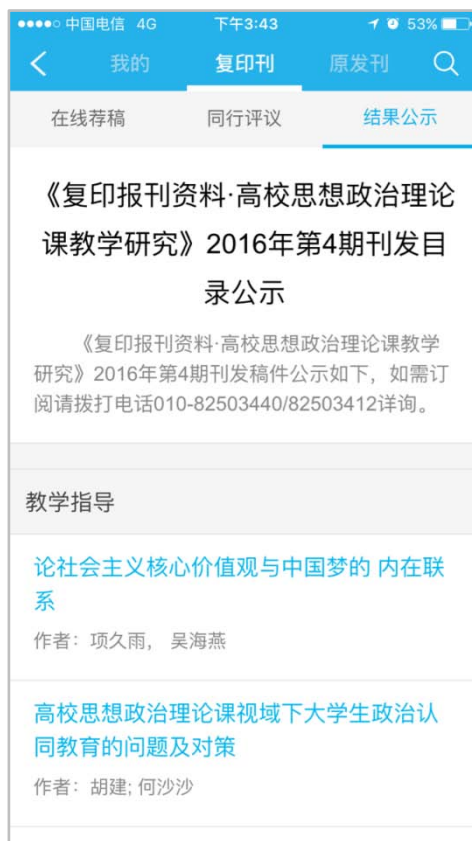 中国电信 4G 下午3:43 53%
我的 复印刊 原发刊
在线荐稿 同行评议 结果公示
《复印报刊资料·高校思想政治理论
课教学研究》2016年第4期刊发目
录公示
《复印报刊资料·高校思想政治理论课教学
研究》2016年第4期刊发稿件公示如下，如需订
阅请拨打电话010-82503440/82503412详询。
教学指导
论社会主义核心价值观与中国梦的 内在联
系
作者：项久雨， 吴海燕
高校思想政治理论课视域下大学生政治认
同教育的问题及对策
作者：胡建; 何沙沙